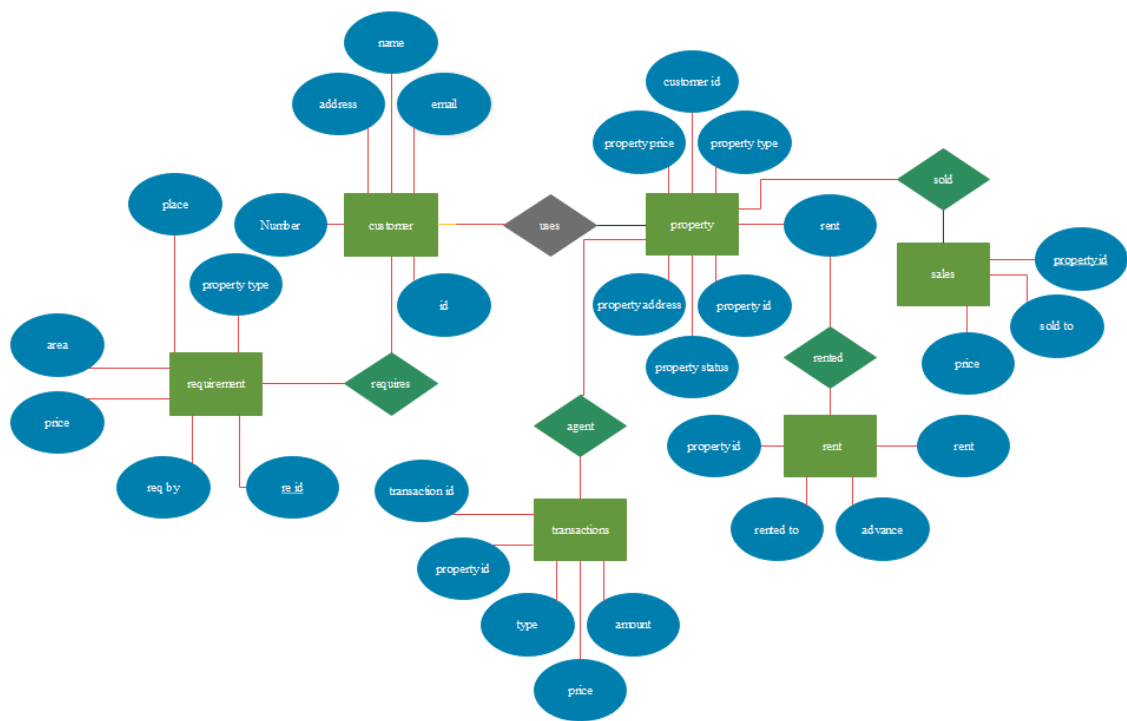 name
customer id
address
email
property price
property type
sold
place
Number
customer
uses
property
rent
property id
sales
property type
id
property address
property id
sold to
area
property status
rented
price
requirement
requires
price
agent
property id
rent
rent
req by
re id
transaction id
transactions
rented to
advance
property id
type
amount
price